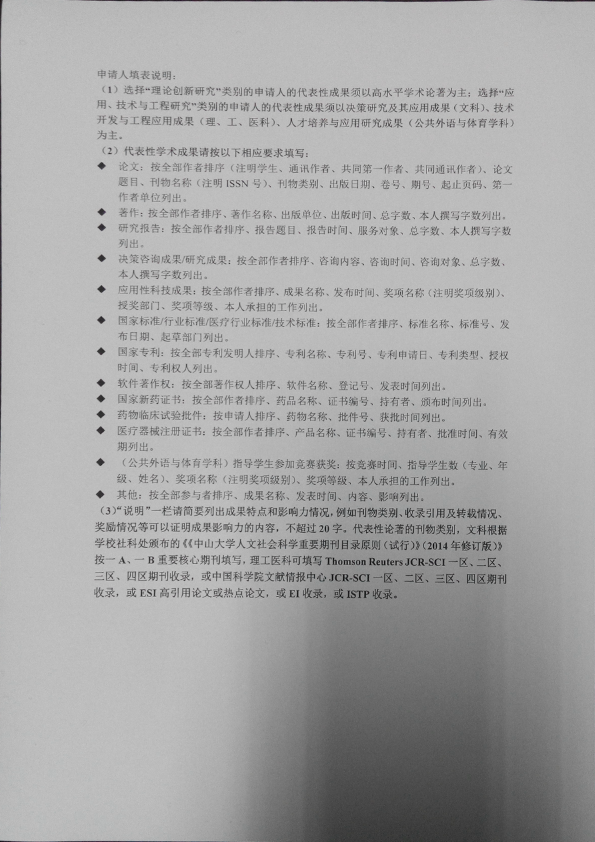 申请人填表说明：
（1）选择“理论创新研究”类别的申请人的代表性成果须以高水平学术论著为主；选择“应
用、技术与工程研究”类别的申请人的代表性成果须以决策研究及其应用成果（文科）、技术
开发与工程应用成果（理、工、医科）、人才培养与应用研究成果（公共外语与体育学科）
为主。
（2）代表性学术成果请按以下相应要求填写：
◆ 论文：按全部作者排序（注明学生、通讯作者、共同第一作者、共同通讯作者）、论文
题目、刊物名称（注明 ISSN 号）、刊物类别、出版日期、卷号、期号、起止页码、第一
作者单位列出。
◆ 著作：按全部作者排序、著作名称、出版单位、出版时间、总字数、本人撰写字数列出。
◆ 研究报告：按全部作者排序、报告题目、报告时间、服务对象、总字数、本人撰写字数
列出。
◆ 决策咨询成果/研究成果：按全部作者排序、咨询内容、咨询时间、咨询对象、总字数、
本人撰写字数列出。
◆ 应用性科技成果：按全部作者排序、成果名称、发布时间、奖项名称（注明奖项级别）、
授奖部门、奖项等级、本人承担的工作列出。
◆ 国家标准/行业标准/医疗行业标准/技术标准：按全部作者排序、标准名称、标准号、发
布日期、起草部门列出。
◆ 国家专利：按全部专利发明人排序、专利名称、专利号、专利申请日、专利类型、授权
时间、专利权人列出。
◆ 软件著作权：按全部著作权人排序、软件名称、登记号、发表时间列出。
◆ 国家新药证书：按全部作者排序、药品名称、证书编号、持有者、颁布时间列出。
◆ 药物临床试验批件：按申请人排序、药物名称、批件号、获批时间列出。
◆ 医疗器械注册证书：按全部作者排序、产品名称、证书编号、持有者、批准时间、有效
期列出。
◆ （公共外语与体育学科）指导学生参加竞赛获奖：按竞赛时间、指导学生数（专业、年
级、姓名）、奖项名称（注明奖项级别）、奖项等级、本人承担的工作列出。
◆ 其他：按全部参与者排序、成果名称、发表时间、内容、影响列出。
（3）“说明”一栏请简要列出成果特点和影响力情况，例如刊物类别、收录引用及转载情况、
奖励情况等可以证明成果影响力的内容，不超过 20 字。代表性论著的刊物类别，文科根据
学校社科处颁布的《《中山大学人文社会科学重要期刊目录原则（试行）》（2014 年修订版）》
按一 A、一 B 重要核心期刊填写，理工医科可填写 Thomson Reuters JCR-SCI 一区、二区、
三区、四区期刊收录，或中国科学院文献情报中心 JCR-SCI 一区、二区、三区、四区期刊
收录，或 ESI 高引用论文或热点论文，或 EI 收录，或 ISTP 收录。